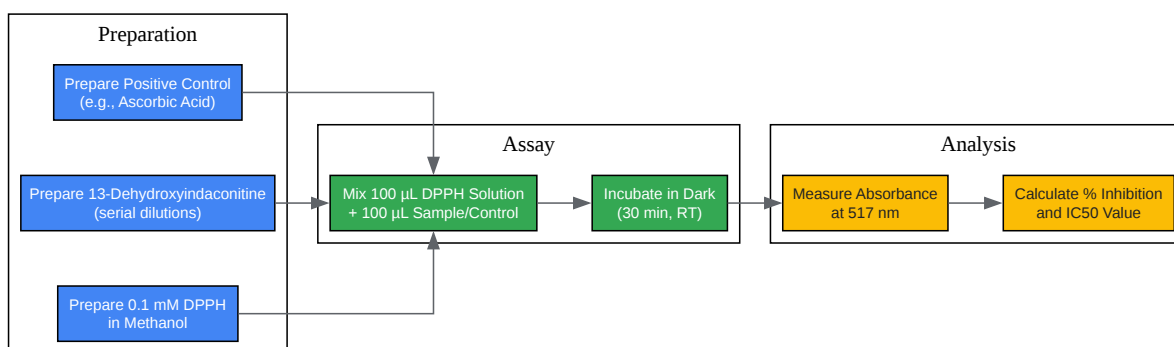 Preparation
Prepare Positive Control
(e.g., Ascorbic Acid)
Prepare 13-Dehydroxyindaconitine
(serial dilutions)
Prepare 0.1 mM DPPH
in Methanol
Assay
Mix 100 µL DPPH Solution
+ 100 µL Sample/Control
Incubate in Dark
(30 min, RT)
Analysis
Measure Absorbance
at 517 nm
Calculate % Inhibition
and IC50 Value